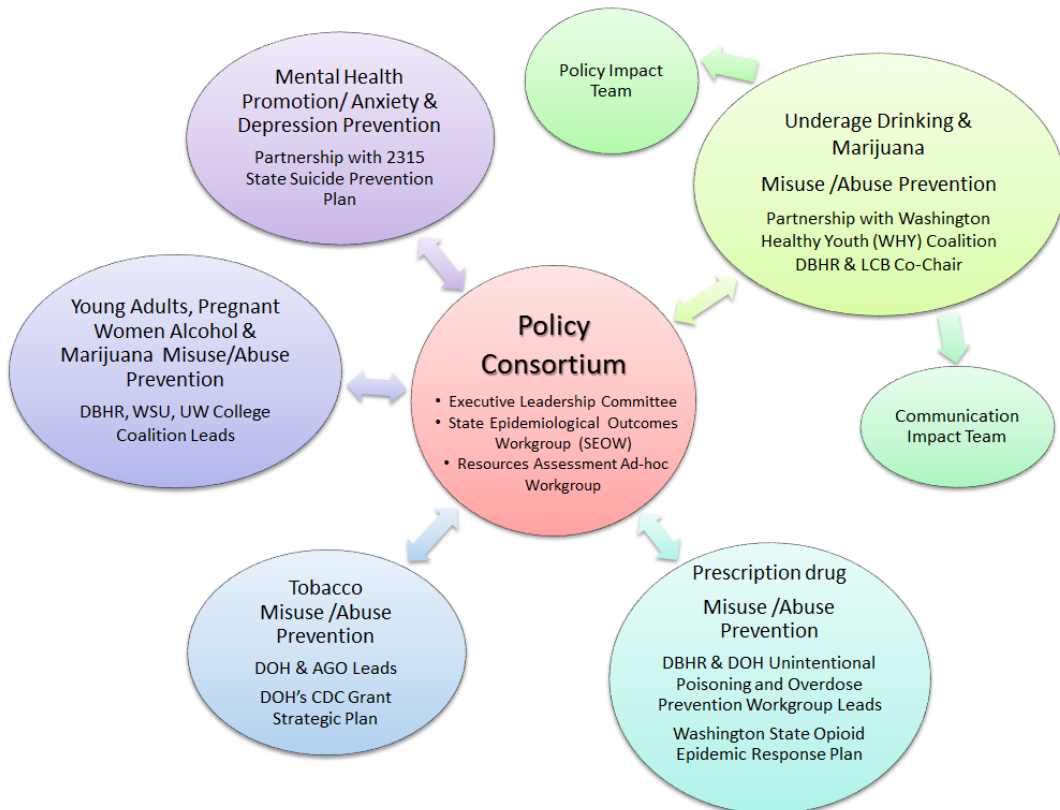 Mental Health
Promotion/ Anxiety &
Depression Prevention
Partnership with 2315
State Suicide Prevention
Plan
Policy Impact
Team
Underage Drinking &
Marijuana
Misuse /Abuse Prevention
Partnership with Washington
Healthy Youth (WHY) Coalition
DBHR & LCB Co-Chair
Young Adults, Pregnant
Women Alcohol &
Marijuana Misuse/Abuse
Prevention
DBHR, WSU, UW College
Coalition Leads
Policy
Consortium
• Executive Leadership Committee
• State Epidemiological Outcomes
Workgroup (SEOW)
• Resources Assessment Ad-hoc
Workgroup
Communication
Impact Team
Tobacco
Misuse /Abuse
Prevention
DOH & AGO Leads
DOH's CDC Grant
Strategic Plan
Prescription drug
Misuse /Abuse
Prevention
DBHR & DOH Unintentional
Poisoning and Overdose
Prevention Workgroup Leads
Washington State Opioid
Epidemic Response Plan